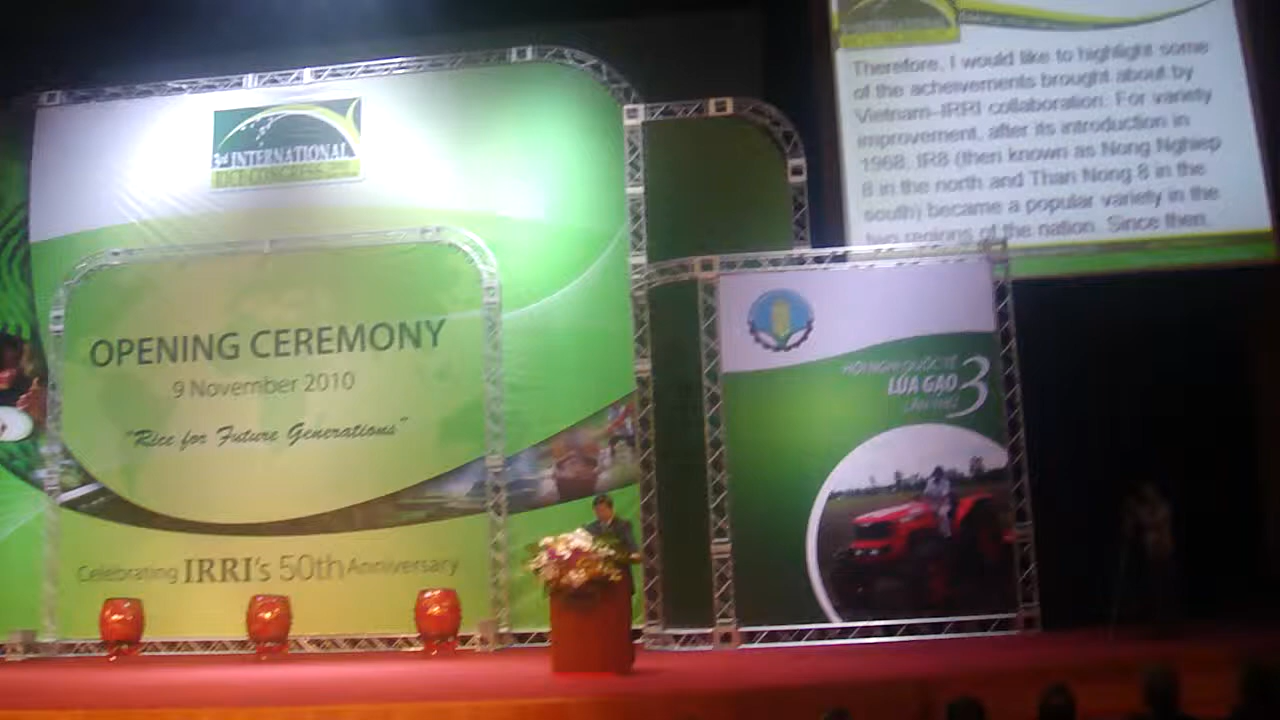 3rd INTERNATIONAL
RICE CONGRESS
OPENING CEREMONY
9 November 2010
"Rice for Future Generations"
Celebrating IRRI's 50th Anniversary
Therefore, I would like to highlight some
of the acheivements brought about by
Vietnam-IRRI collaboration. For variety
improvement, after its introduction in
1968, IR8 (then known as Nong Nghiep
8 in the north and Than Nong 8 in the
south) became a popular variety in the
two regions of the nation. Since then,
HỘI NGHỊ QUỐC TẾ
LÚA GẠO
LẦN THỨ 3